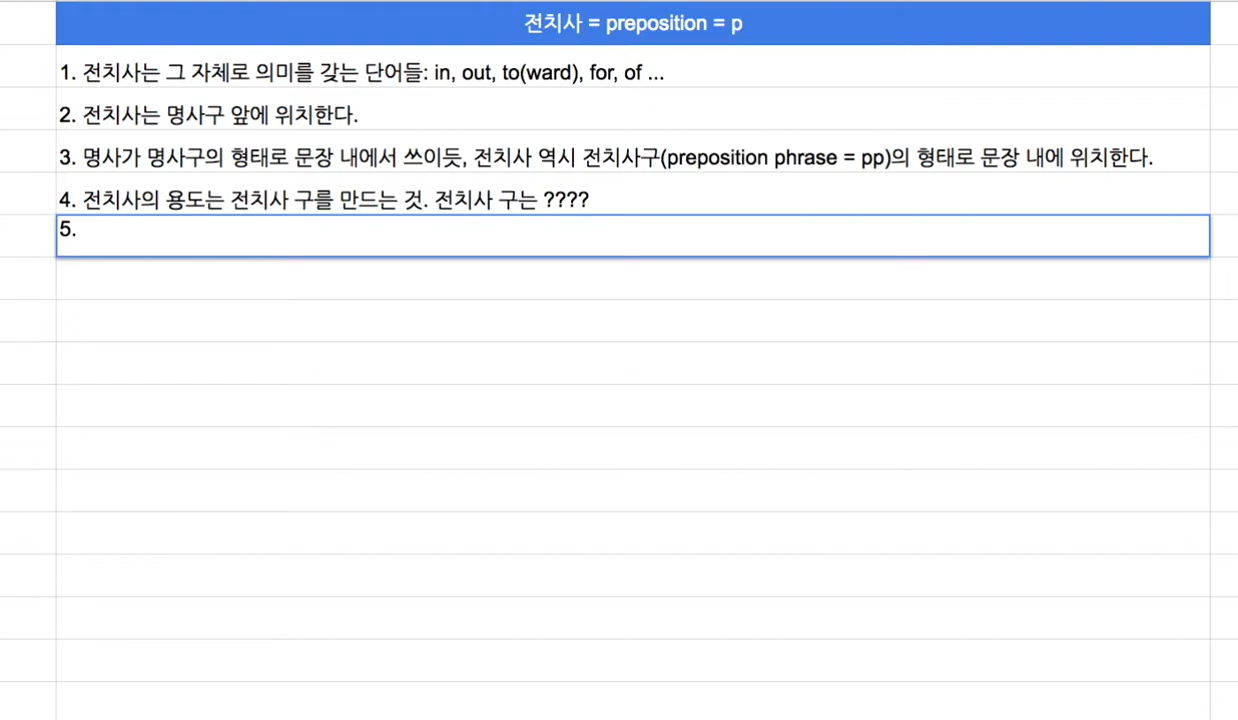 전치사 = preposition = p
1. 전치사는 그 자체로 의미를 갖는 단어들: in, out, to(ward), for, of ...
2. 전치사는 명사구 앞에 위치한다.
3. 명사가 명사구의 형태로 문장 내에서 쓰이듯, 전치사 역시 전치사구(preposition phrase = pp)의 형태로 문장 내에 위치한다.
4. 전치사의 용도는 전치사 구를 만드는 것. 전치사 구는 ????
5.